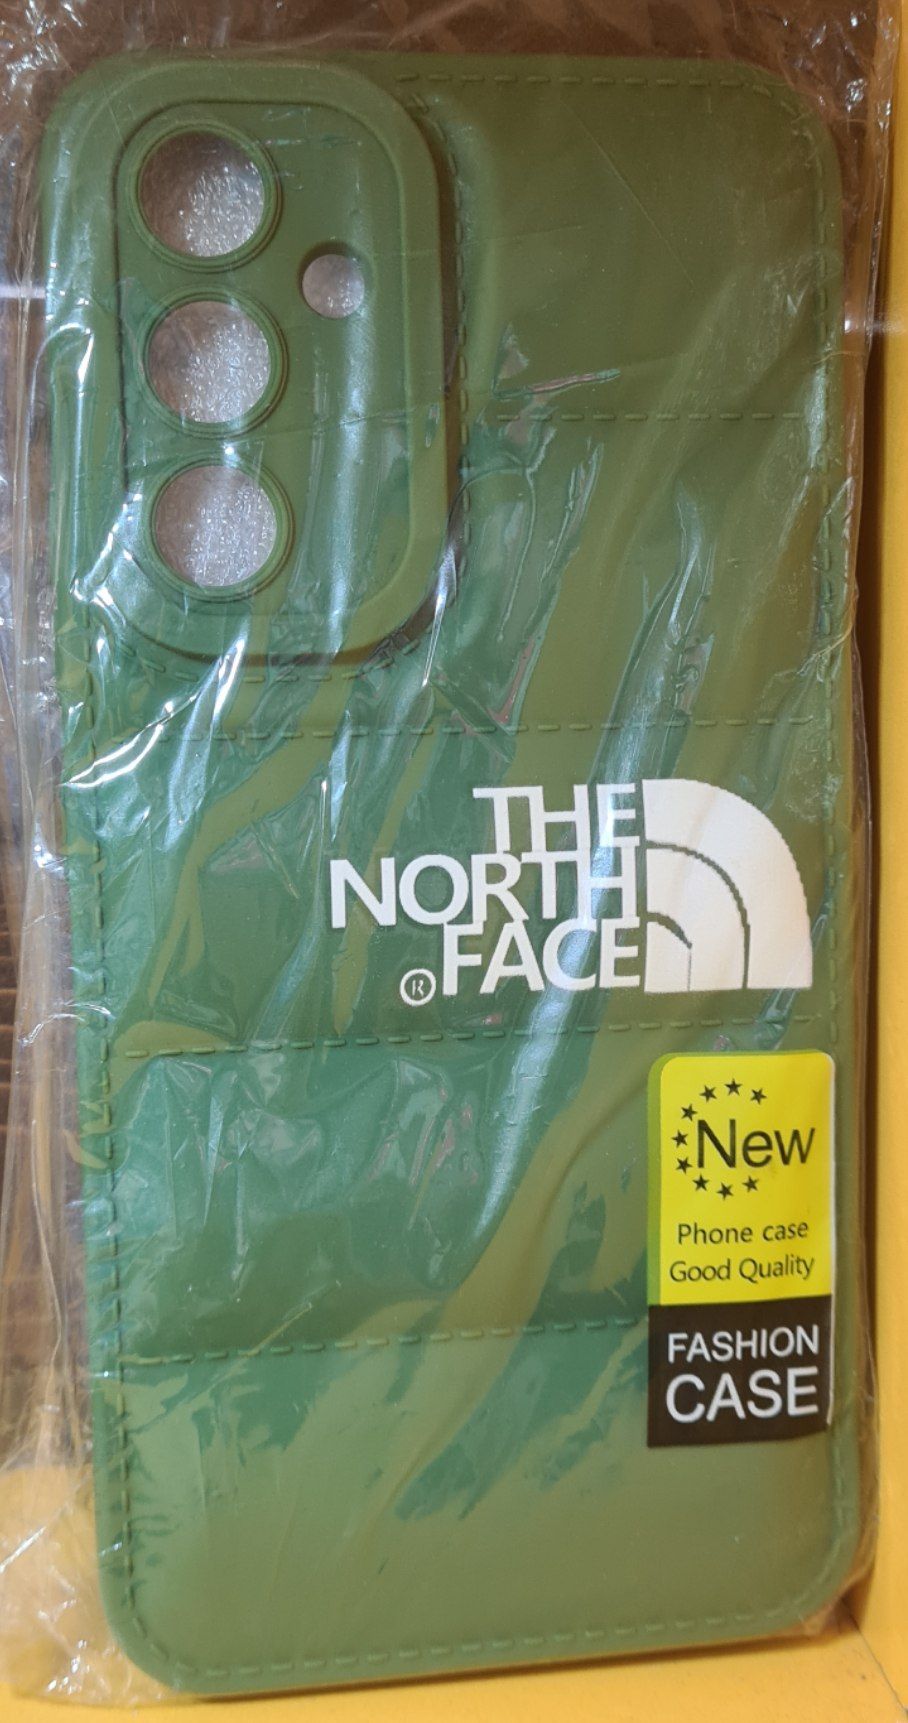 THE
NORTH
® FACE
New
Phone case
Good Quality
FASHION
CASE